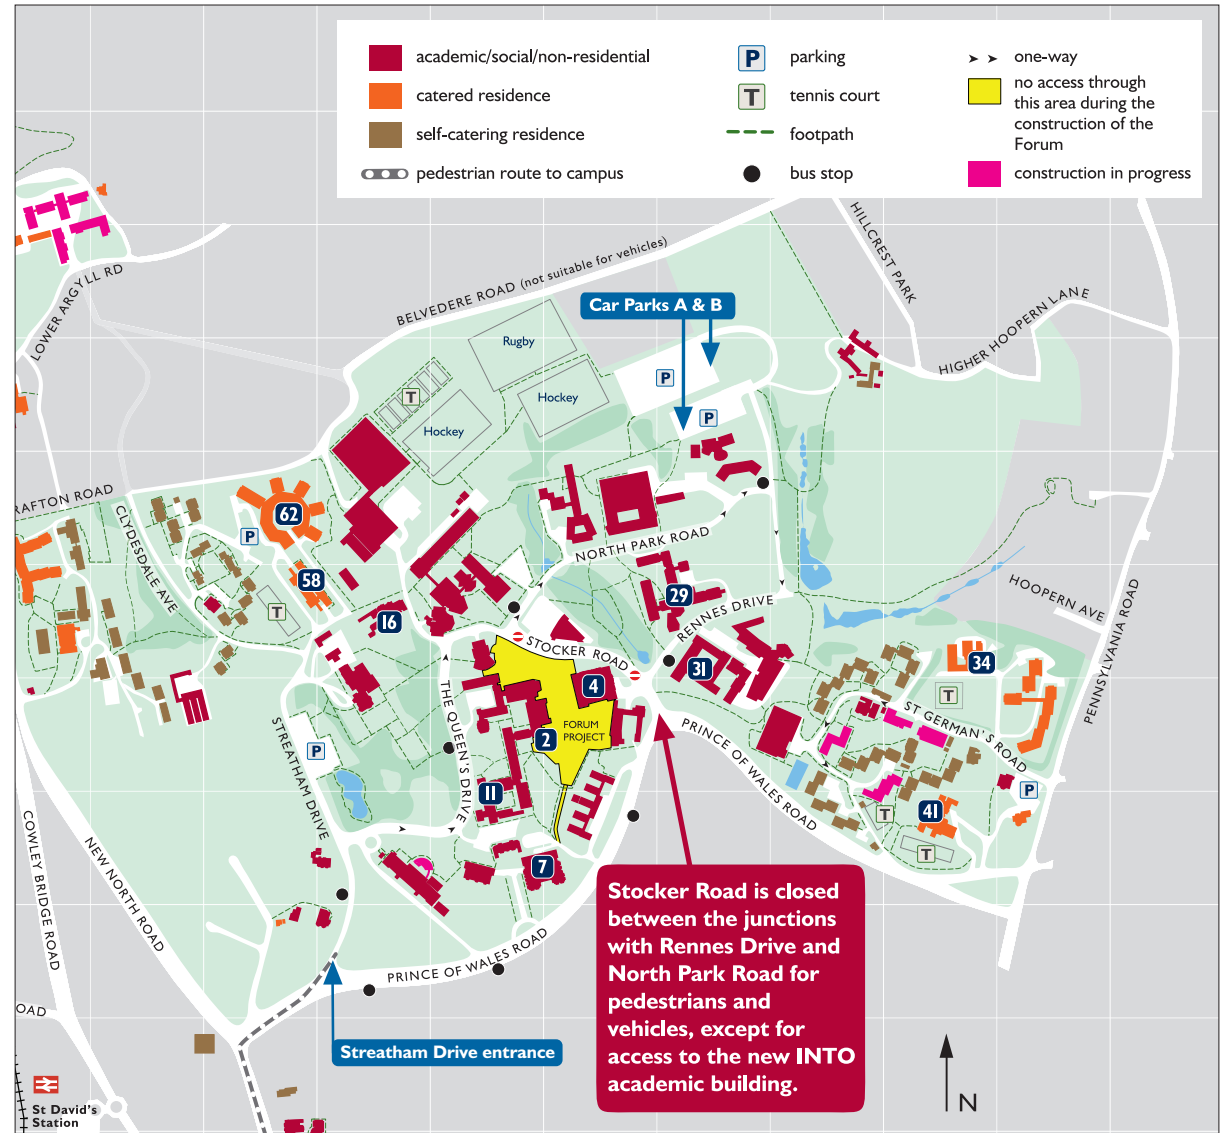 academic/social/non-residential
catered residence
self-catering residence
pedestrian route to campus
P parking
T tennis court
footpath
bus stop
one-way
no access through
this area during the
construction of the
Forum
construction in progress
HILLCREST PARK
LOWER ARGYLL RD
BELVEDERE ROAD (not suitable for vehicles)
Car Parks A & B
HIGHER HOOPERN LANE
Rugby
P
Hockey
T
P
Hockey
RAFTON ROAD
62
CLYDESDALE AVE
P
NORTH PARK ROAD
58
HOOPERN AVE
29
T
16
RENNES DRIVE
STOCKER ROAD
PENNSYLVANIA ROAD
34
31
4
T
THE QUEEN'S DRIVE
ST GERMAN'S ROAD
STREATHAM DRIVE
FORUM
PROJECT
2
P
PRINCE OF WALES ROAD
P
11
41
T
COWLEY BRIDGE ROAD
NEW NORTH ROAD
T
7
Stocker Road is closed
between the junctions
with Rennes Drive and
North Park Road for
pedestrians and
vehicles, except for
access to the new INTO
academic building.
PRINCE OF WALES ROAD
OAD
Streatham Drive entrance
St David's
Station
N